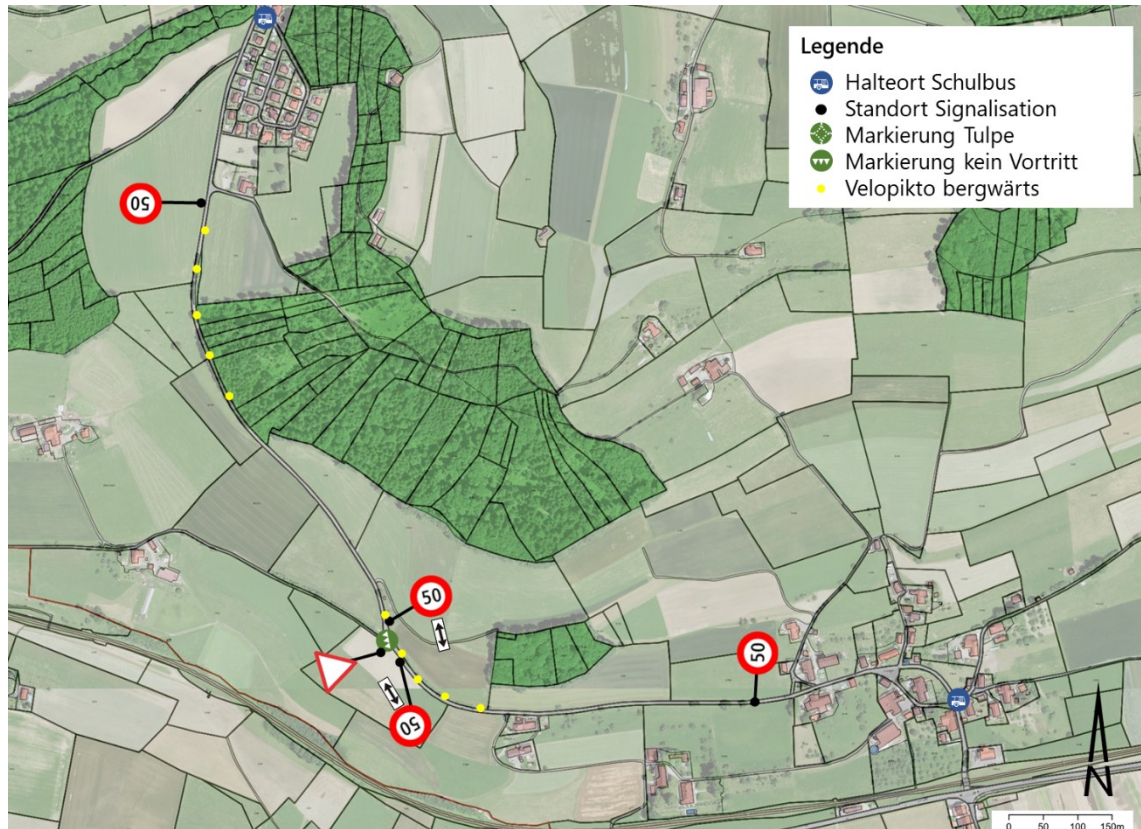 Legende
Halteort Schulbus
Standort Signalisation
Markierung Tulpe
Markierung kein Vortritt
Velopikto bergwärts
50
50
50
50
N
0 50 100 150m